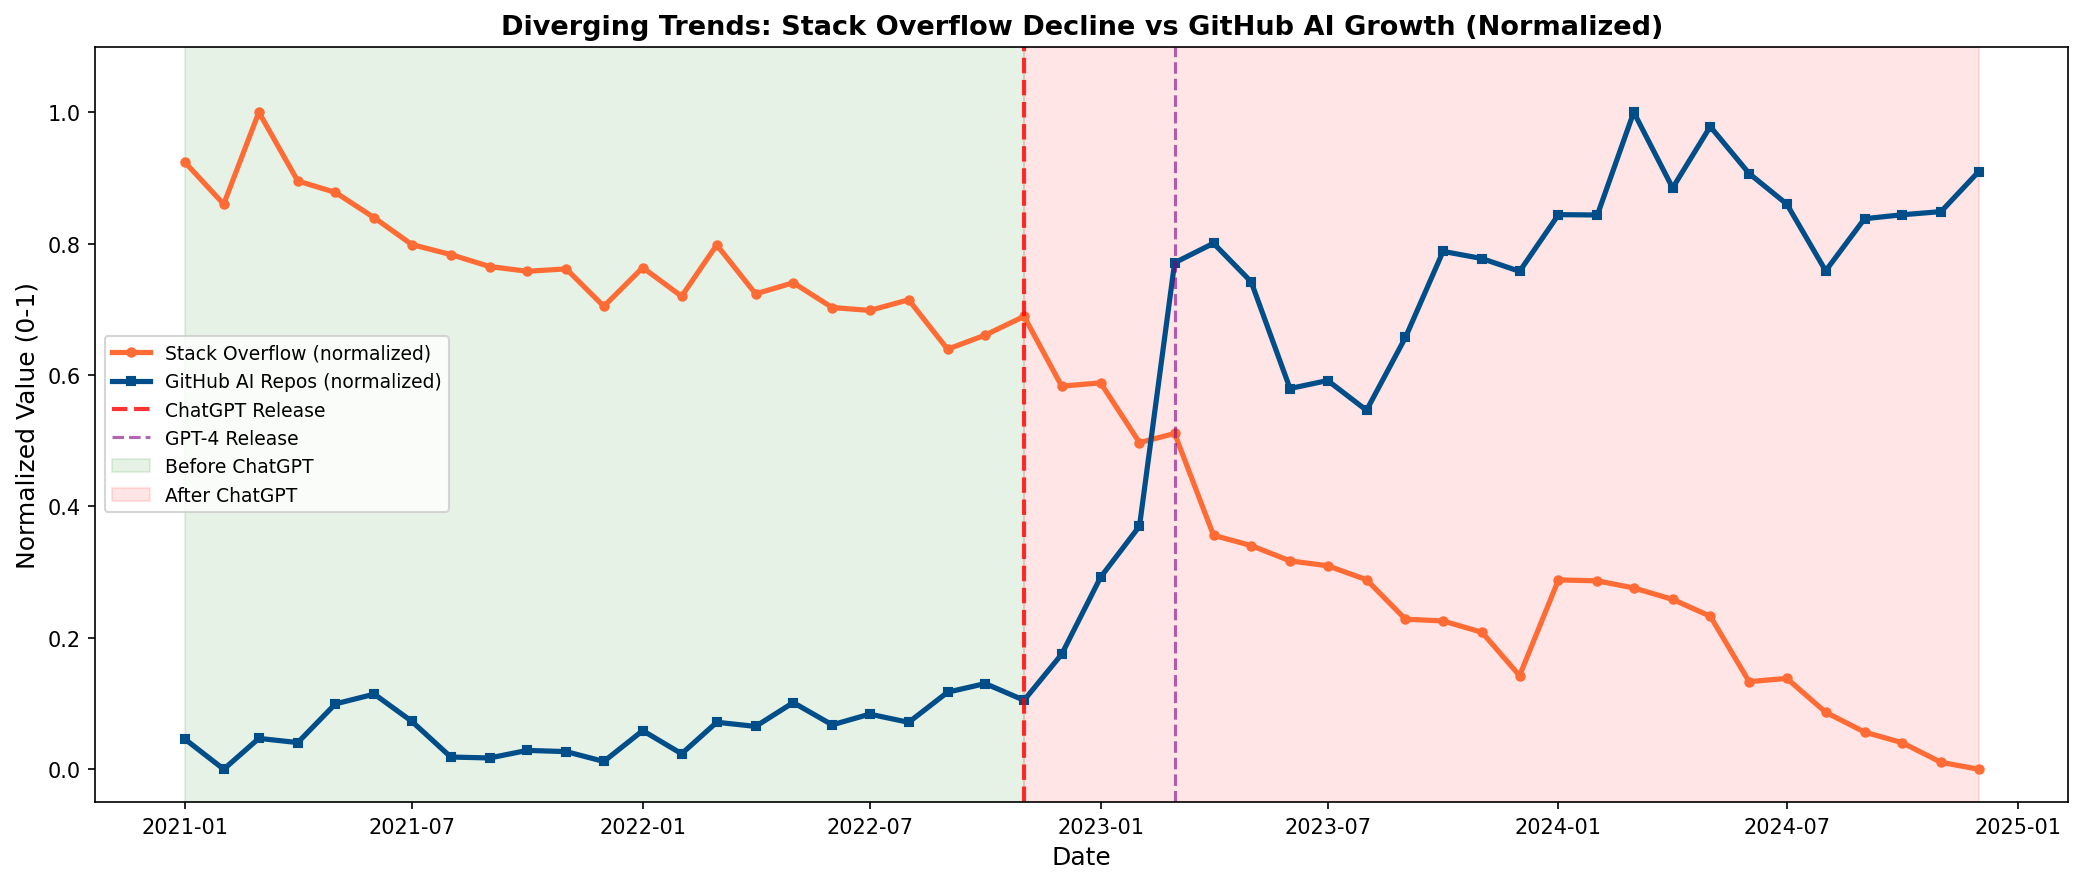 Diverging Trends: Stack Overflow Decline vs GitHub AI Growth (Normalized)
Normalized Value (0-1)
1.0
0.8
0.6
0.4
0.2
0.0
Stack Overflow (normalized)
GitHub AI Repos (normalized)
ChatGPT Release
GPT-4 Release
Before ChatGPT
After ChatGPT
2021-01 2021-07 2022-01 2022-07 2023-01 2023-07 2024-01 2024-07 2025-01
Date